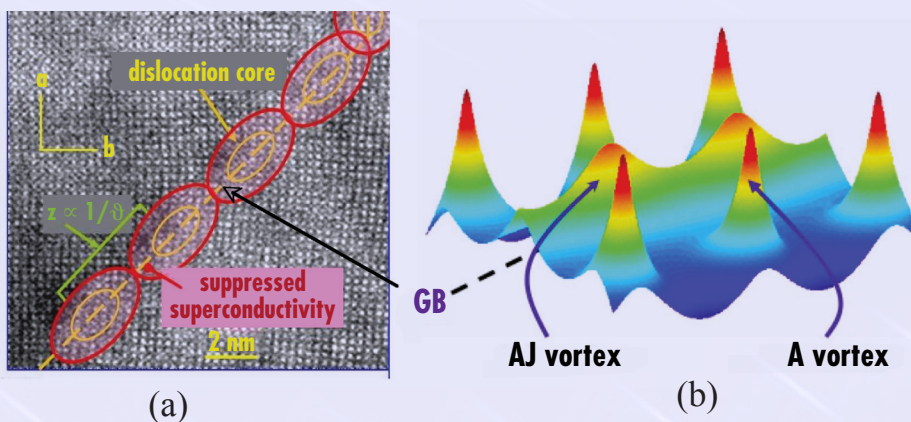 dislocation core
a
b
z ∝ 1/ϑ
suppressed
superconductivity
2 nm
GB
AJ vortex
A vortex
(a)
(b)